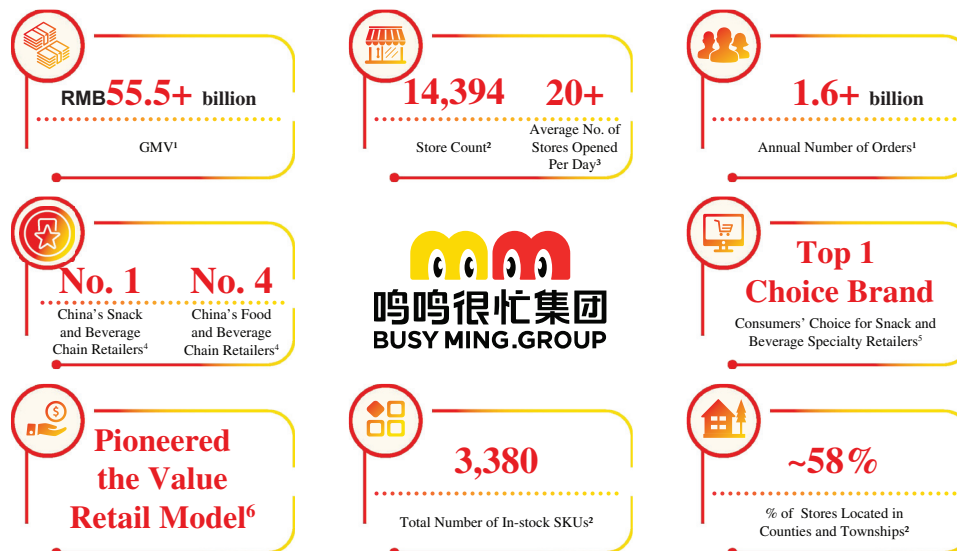 RMB55.5+ billion
GMV¹
14,394
Store Count²
20+
Average No. of
Stores Opened
Per Day³
1.6+ billion
Annual Number of Orders¹
No. 1
China's Snack
and Beverage
Chain Retailers⁴
No. 4
China's Food
and Beverage
Chain Retailers⁴
鸣鸣很忙集团
BUSY MING.GROUP
Top 1
Choice Brand
Consumers' Choice for Snack and
Beverage Specialty Retailers⁵
$
Pioneered
the Value
Retail Model⁶
3,380
Total Number of In-stock SKUs²
~58%
% of Stores Located in
Counties and Townships²